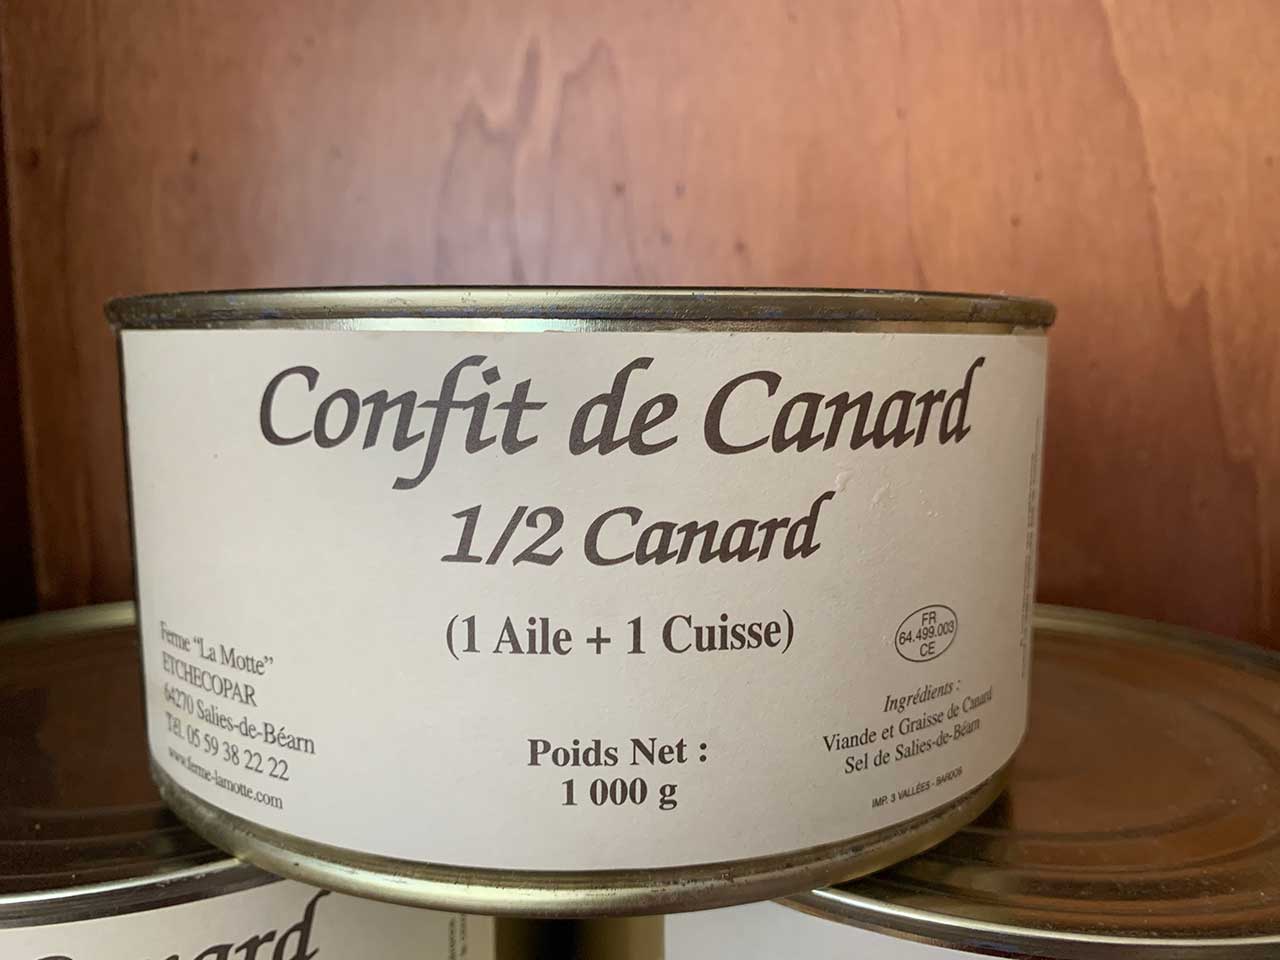 Confit de Canard
1/2 Canard
(1 Aile + 1 Cuisse)
Ferme "La Motte"
ETCHECOPAR
64270 Salies-de-Béarn
Tél. 05 59 38 22 22
www.ferme-lamotte.com
Poids Net :
1 000 g
FR
64.499.003
CE
Ingrédients :
Viande et Graisse de Canard
Sel de Salies-de-Béarn
IMP. 3 VALLÉES - BARDOS
Canard